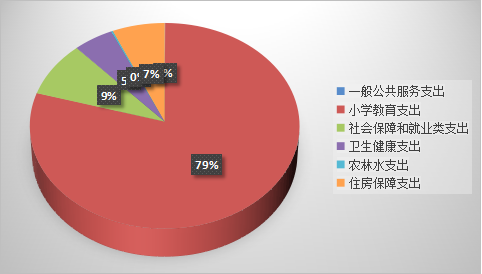 5
0%
7%
%
9%
79%
一般公共服务支出
小学教育支出
社会保障和就业类支出
卫生健康支出
农林水支出
住房保障支出